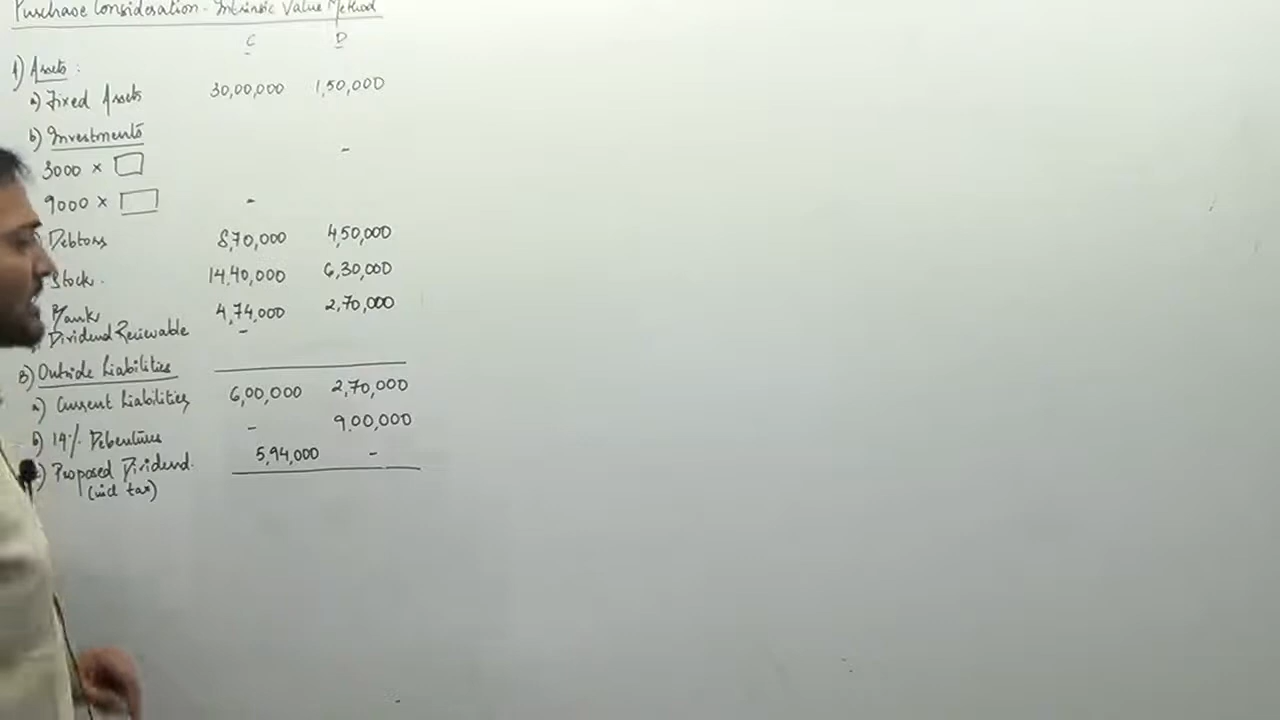 Purchase Consideration - Intrinsic Value Method
C D
A) Assets :
a) Fixed Assets 30,00,000 1,50,000
b) Investments
3000 × -
9000 × -
Debtors 8,70,000 4,50,000
Stock. 14,40,000 6,30,000
Bank 4,74,000 2,70,000
Dividend Receivable -
B) Outside Liabilities
a) Current Liabilities 6,00,000 2,70,000
b) 14% Debentures - 9,00,000
) Proposed Dividend. 5,94,000 -
(incl tax)